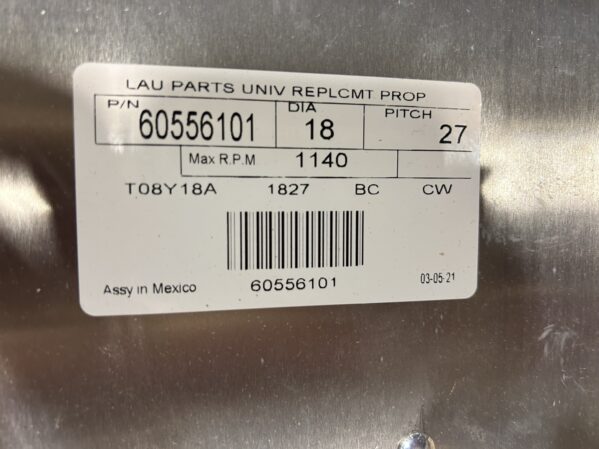 LAU PARTS UNIV REPLCMT PROP
P/N 60556101 DIA 18 PITCH 27
Max R.P.M 1140
T08Y18A 1827 BC CW
60556101
Assy in Mexico 03-05-21